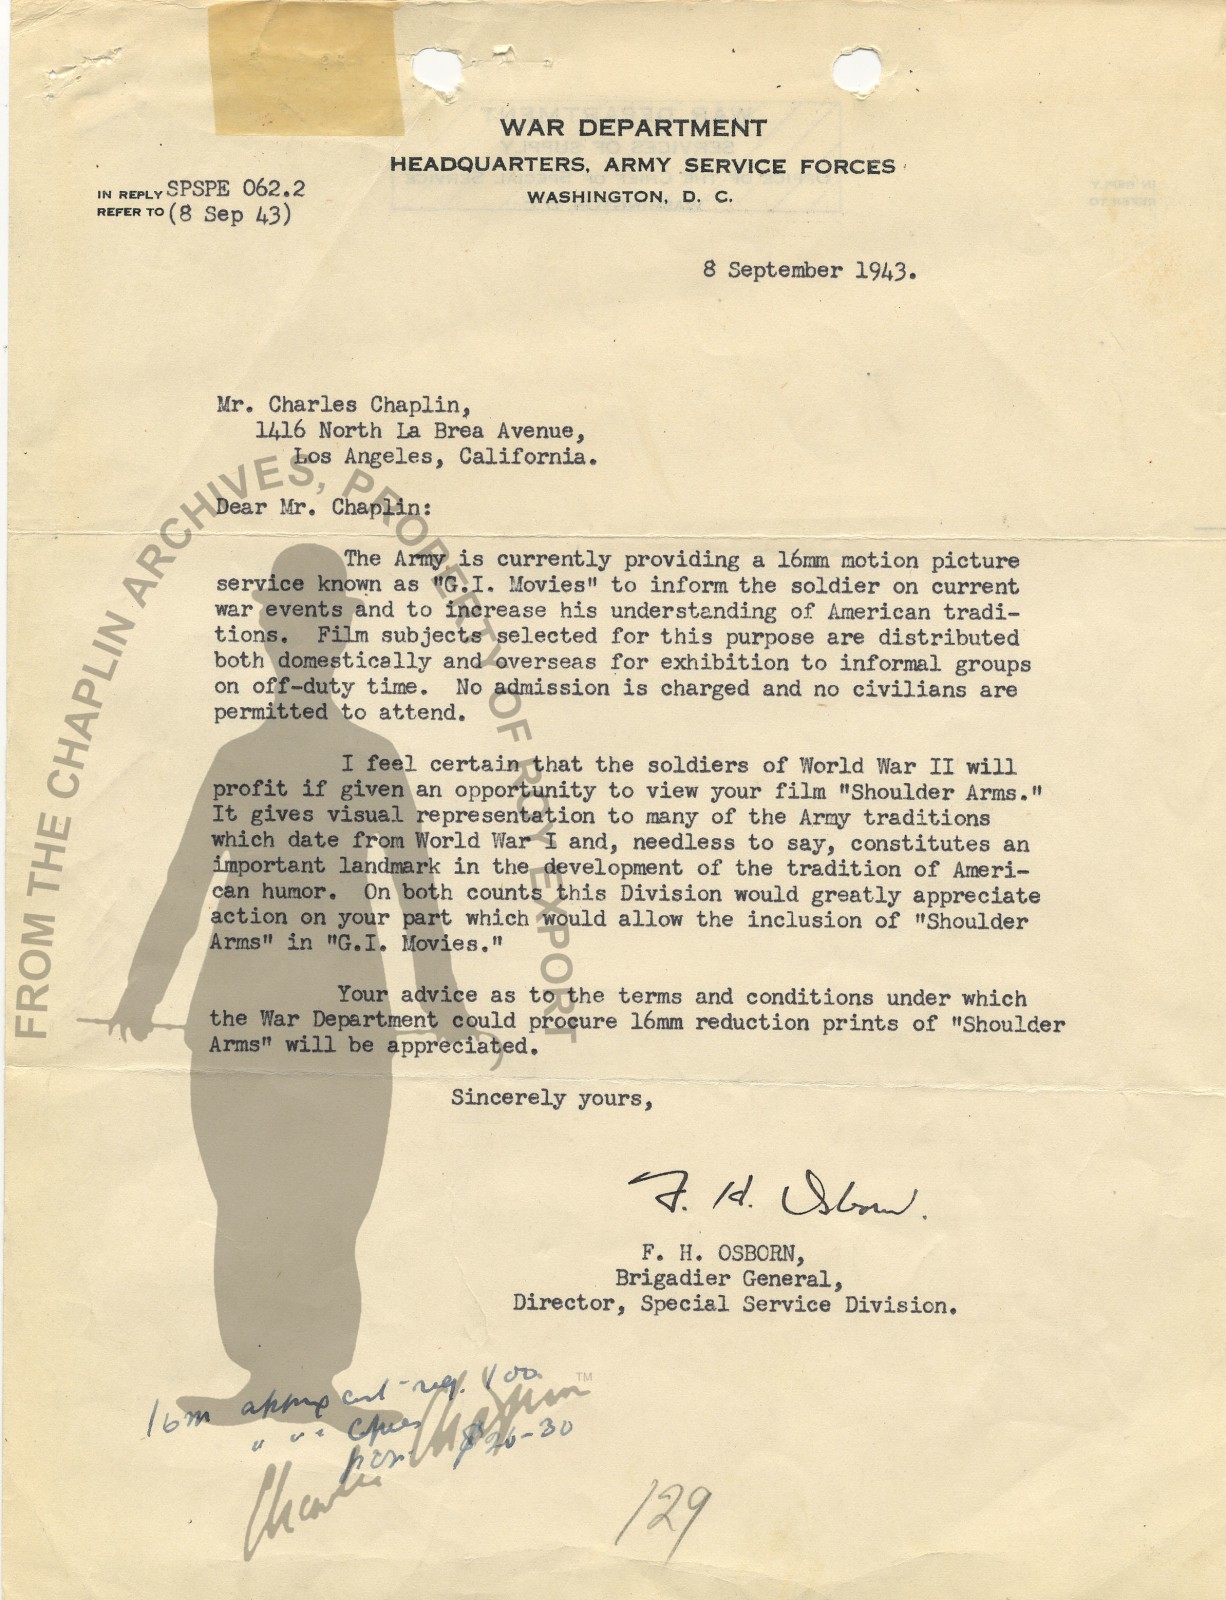 WAR DEPARTMENT
HEADQUARTERS, ARMY SERVICE FORCES
WASHINGTON, D. C.
IN REPLY SPSPE 062.2
REFER TO (8 Sep 43)
8 September 1943.
Mr. Charles Chaplin,
1416 North La Brea Avenue,
Los Angeles, California.
Dear Mr. Chaplin:
The Army is currently providing a 16mm motion picture
service known as "G.I. Movies" to inform the soldier on current
war events and to increase his understanding of American tradi-
tions. Film subjects selected for this purpose are distributed
both domestically and overseas for exhibition to informal groups
on off-duty time. No admission is charged and no civilians are
permitted to attend.
I feel certain that the soldiers of World War II will
profit if given an opportunity to view your film "Shoulder Arms."
It gives visual representation to many of the Army traditions
which date from World War I and, needless to say, constitutes an
important landmark in the development of the tradition of Ameri-
can humor. On both counts this Division would greatly appreciate
action on your part which would allow the inclusion of "Shoulder
Arms" in "G.I. Movies."
Your advice as to the terms and conditions under which
the War Department could procure 16mm reduction prints of "Shoulder
Arms" will be appreciated.
Sincerely yours,
F. H. Osborn.
F. H. OSBORN,
Brigadier General,
Director, Special Service Division.
16m approx cut-neg. 100
" " " copies
$20-30
129
FROM THE CHAPLIN ARCHIVES, PROPERTY OF ROY EXPORT
Charlie Chaplin TM